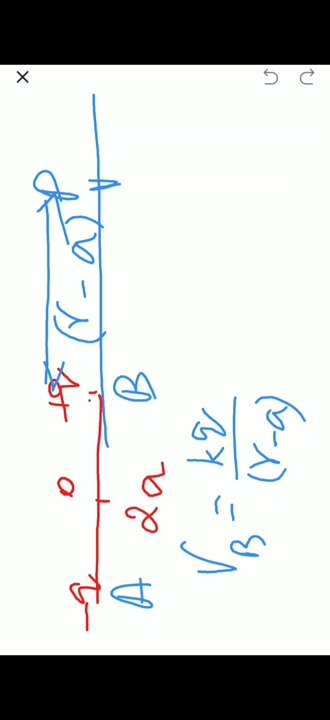 -q o +q (r-a) P
A 2a B
V_B = kq/(r-a)